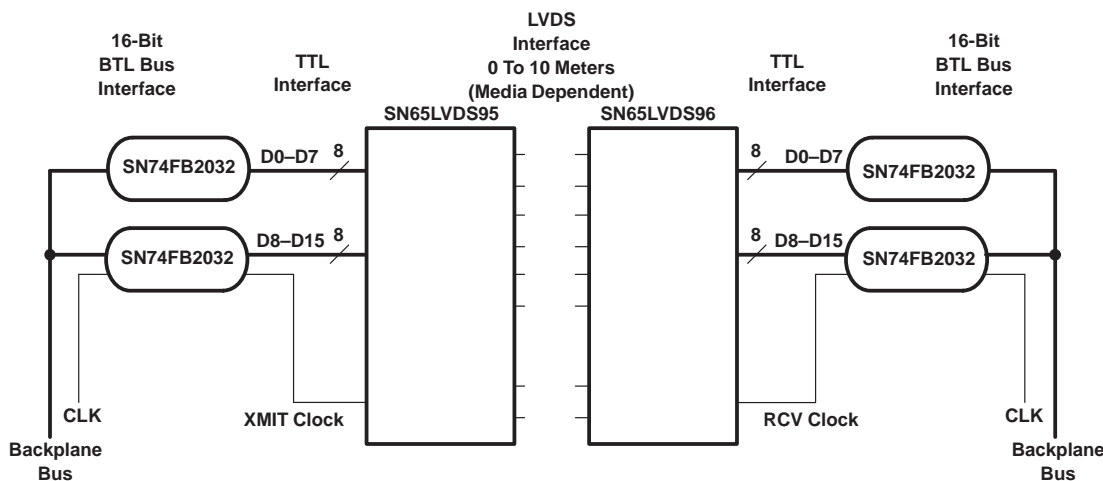 16-Bit
BTL Bus
Interface
TTL
Interface
LVDS
Interface
0 To 10 Meters
(Media Dependent)
TTL
Interface
16-Bit
BTL Bus
Interface
SN65LVDS95
SN65LVDS96
SN74FB2032
D0–D7
8
8
D0–D7
SN74FB2032
SN74FB2032
D8–D15
8
8
D8–D15
SN74FB2032
CLK
XMIT Clock
RCV Clock
CLK
Backplane
Bus
Backplane
Bus